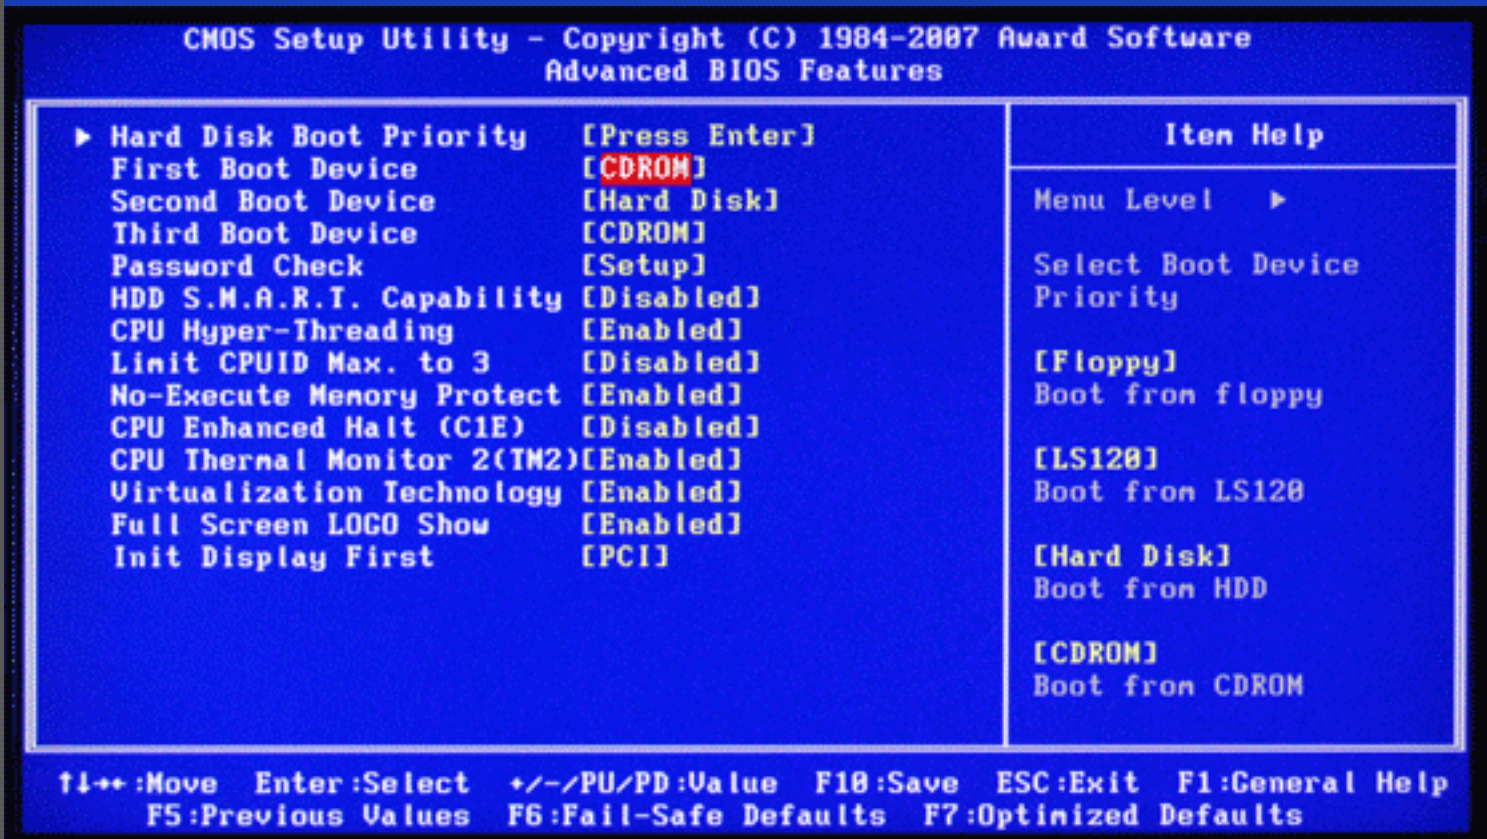 CMOS Setup Utility - Copyright (C) 1984-2007 Award Software
Advanced BIOS Features
▶ Hard Disk Boot Priority [Press Enter]
First Boot Device [CDROM]
Second Boot Device [Hard Disk]
Third Boot Device [CDROM]
Password Check [Setup]
HDD S.M.A.R.T. Capability [Disabled]
CPU Hyper-Threading [Enabled]
Limit CPUID Max. to 3 [Disabled]
No-Execute Memory Protect [Enabled]
CPU Enhanced Halt (C1E) [Disabled]
CPU Thermal Monitor 2(TM2)[Enabled]
Virtualization Technology [Enabled]
Full Screen LOGO Show [Enabled]
Init Display First [PCI]
Item Help
Menu Level ▶
Select Boot Device
Priority
[Floppy]
Boot from floppy
[LS120]
Boot from LS120
[Hard Disk]
Boot from HDD
[CDROM]
Boot from CDROM
↑↓→←:Move Enter:Select +/-/PU/PD:Value F10:Save ESC:Exit F1:General Help
F5:Previous Values F6:Fail-Safe Defaults F7:Optimized Defaults